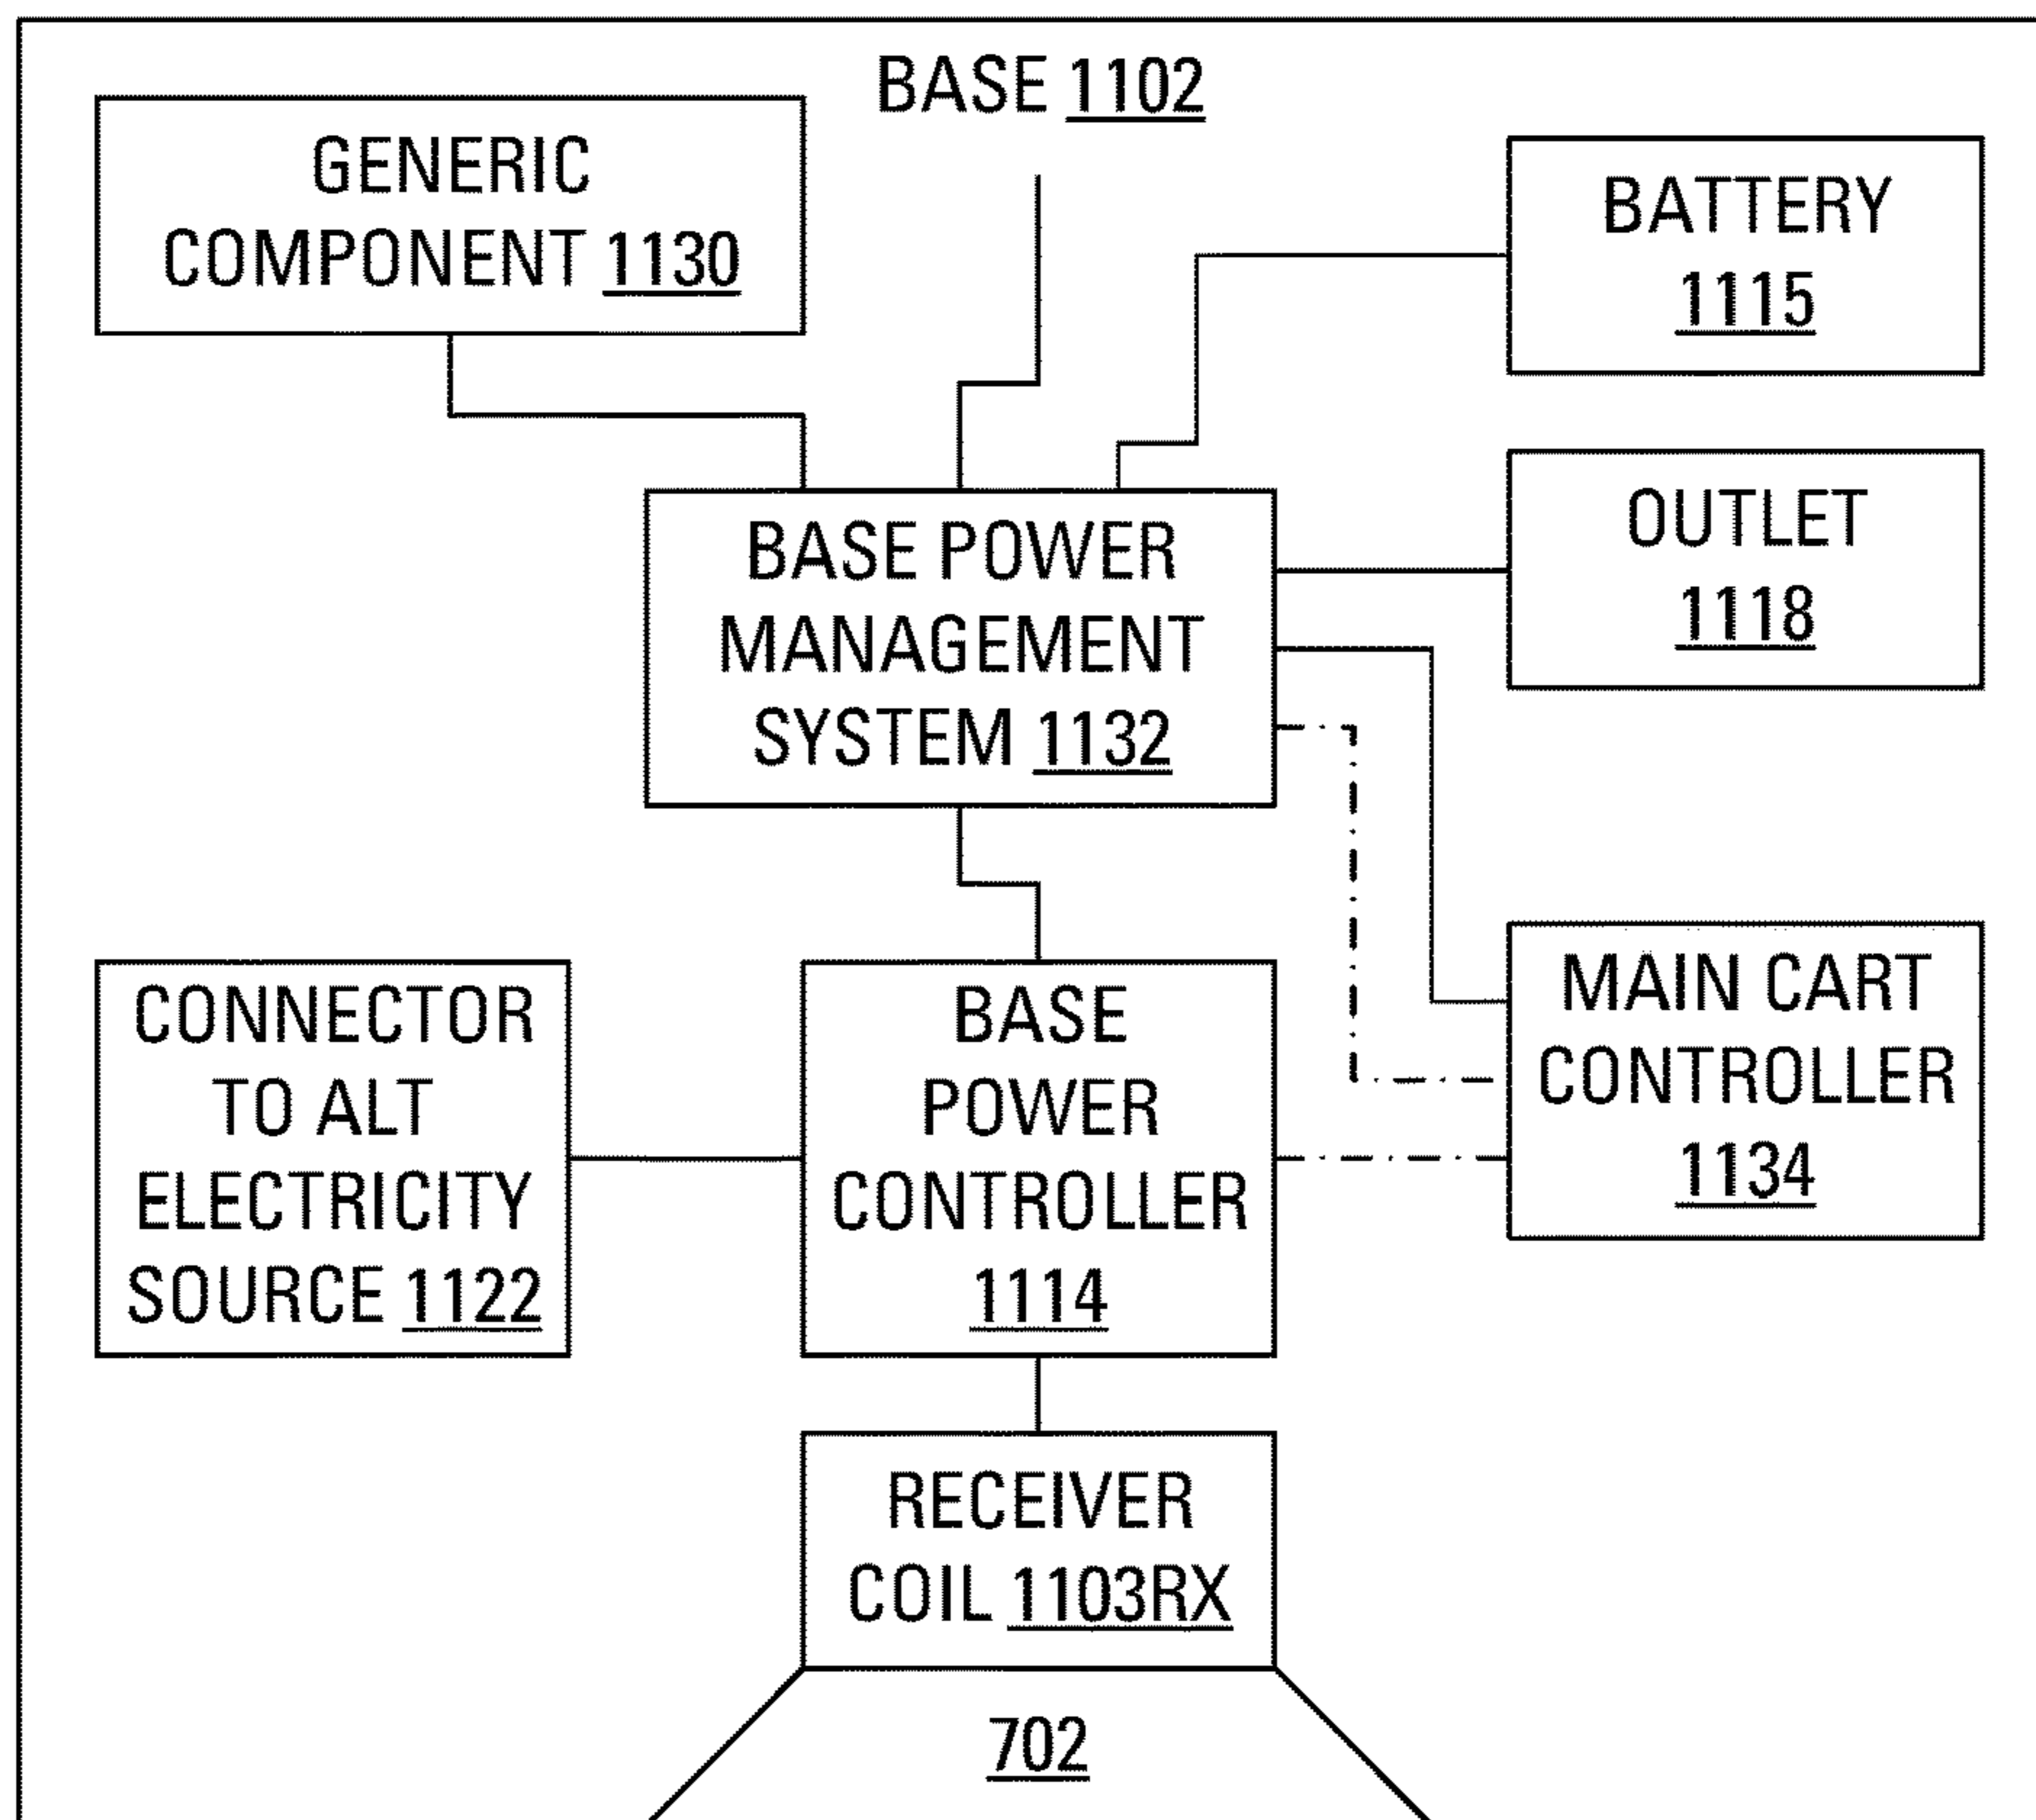 BASE 1102
GENERIC
COMPONENT 1130
BATTERY
1115
OUTLET
1118
BASE POWER
MANAGEMENT
SYSTEM 1132
MAIN CART
CONTROLLER
1134
CONNECTOR
TO ALT
ELECTRICITY
SOURCE 1122
BASE
POWER
CONTROLLER
1114
RECEIVER
COIL 1103RX
702